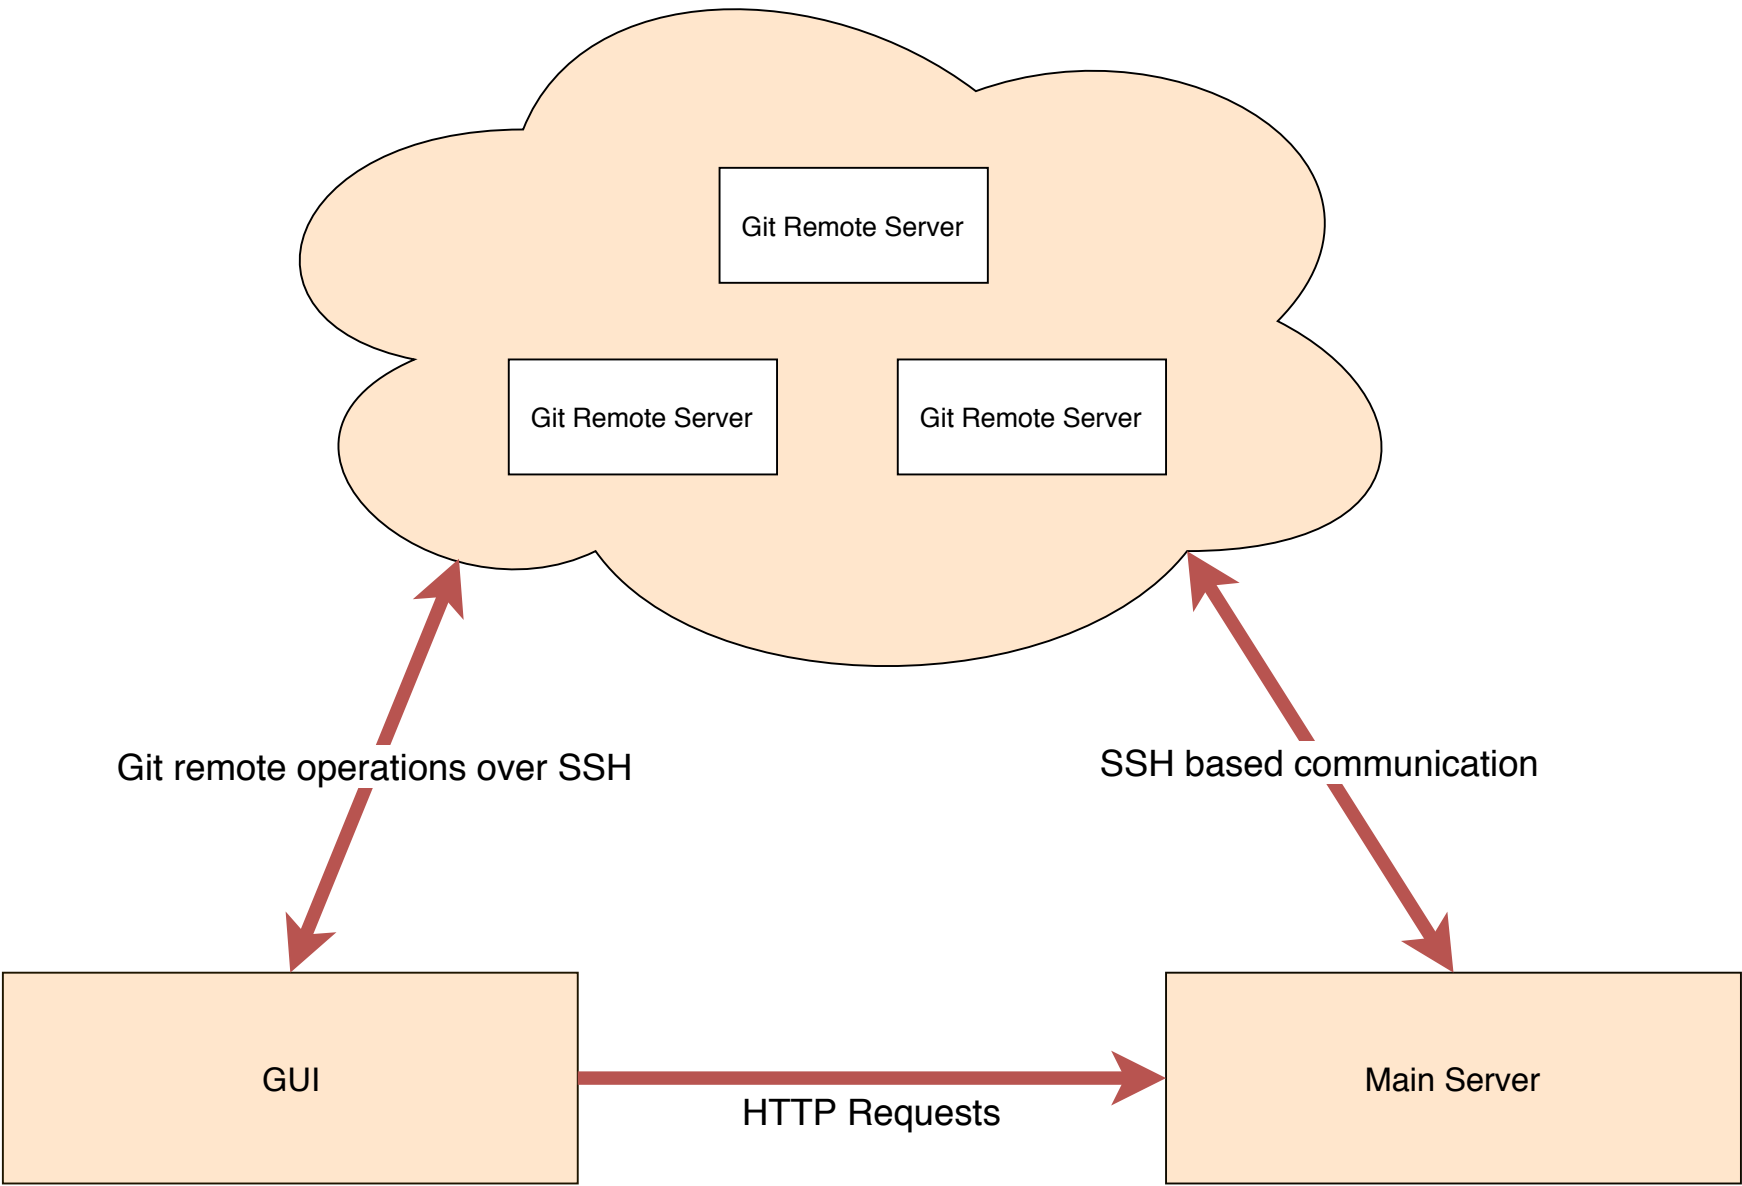 Git Remote Server
Git Remote Server
Git Remote Server
Git remote operations over SSH
SSH based communication
GUI
HTTP Requests
Main Server